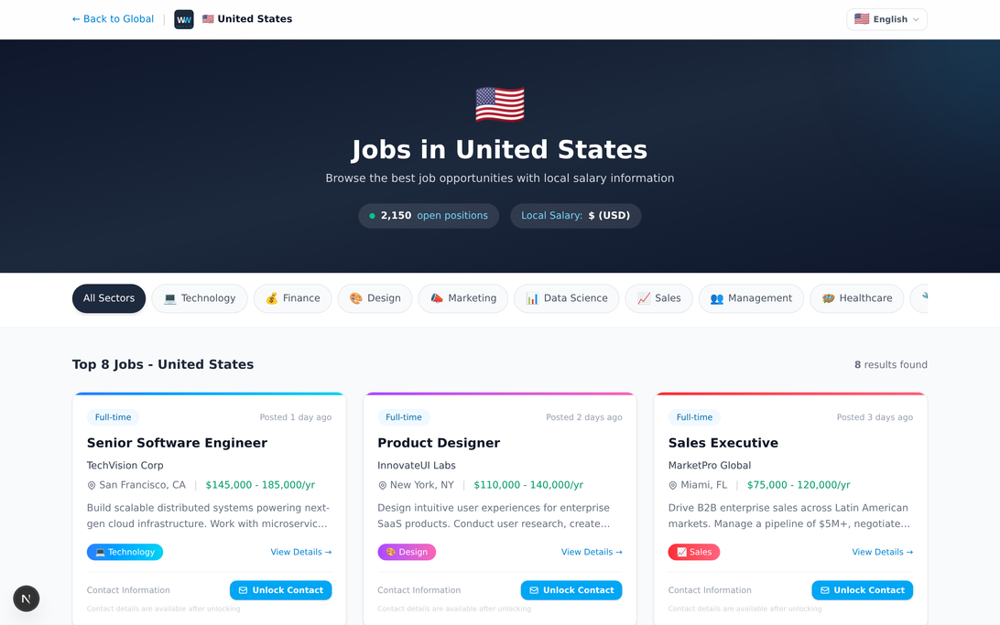 ← Back to Global | WW United States
English
Jobs in United States
Browse the best job opportunities with local salary information
2,150 open positions
Local Salary: $ (USD)
All Sectors
Technology
Finance
Design
Marketing
Data Science
Sales
Management
Healthcare
Top 8 Jobs - United States
8 results found
Full-time
Posted 1 day ago
Senior Software Engineer
TechVision Corp
San Francisco, CA | $145,000 - 185,000/yr
Build scalable distributed systems powering next-
gen cloud infrastructure. Work with microservic...
Technology
View Details →
Contact Information
Unlock Contact
Contact details are available after unlocking
Full-time
Posted 2 days ago
Product Designer
InnovateUI Labs
New York, NY | $110,000 - 140,000/yr
Design intuitive user experiences for enterprise
SaaS products. Conduct user research, create...
Design
View Details →
Contact Information
Unlock Contact
Contact details are available after unlocking
Full-time
Posted 3 days ago
Sales Executive
MarketPro Global
Miami, FL | $75,000 - 120,000/yr
Drive B2B enterprise sales across Latin American
markets. Manage a pipeline of $5M+, negotiate...
Sales
View Details →
Contact Information
Unlock Contact
Contact details are available after unlocking
N